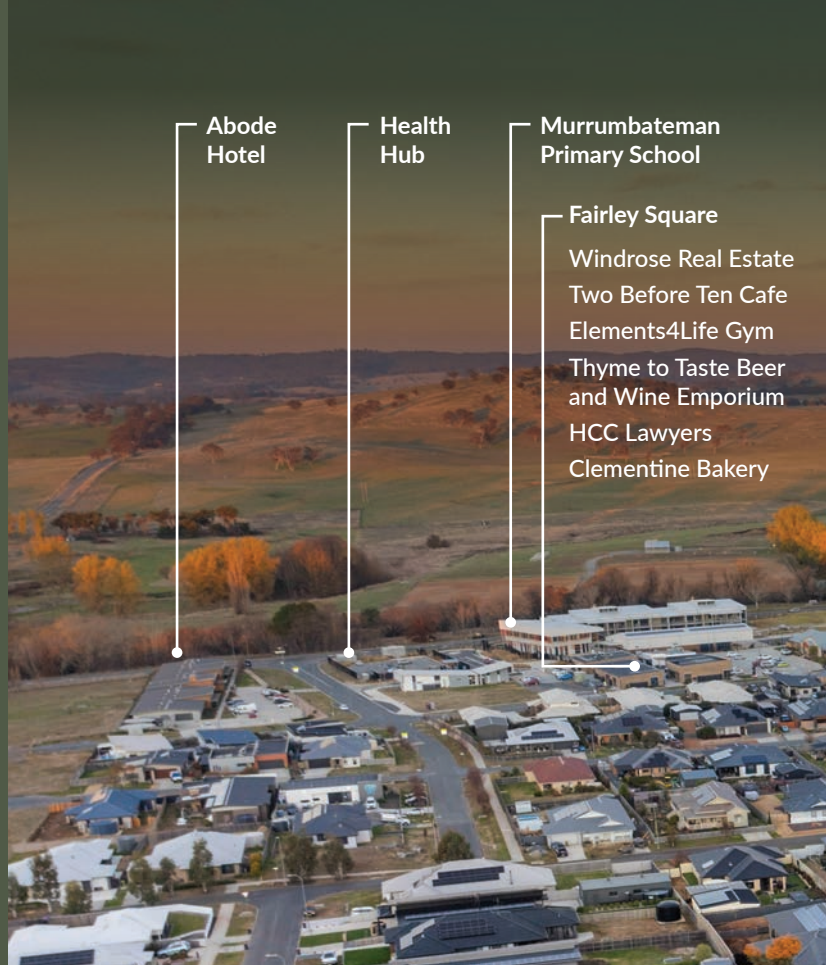 Abode
Hotel
Health
Hub
Murrumbateman
Primary School
Fairley Square
Windrose Real Estate
Two Before Ten Cafe
Elements4Life Gym
Thyme to Taste Beer
and Wine Emporium
HCC Lawyers
Clementine Bakery